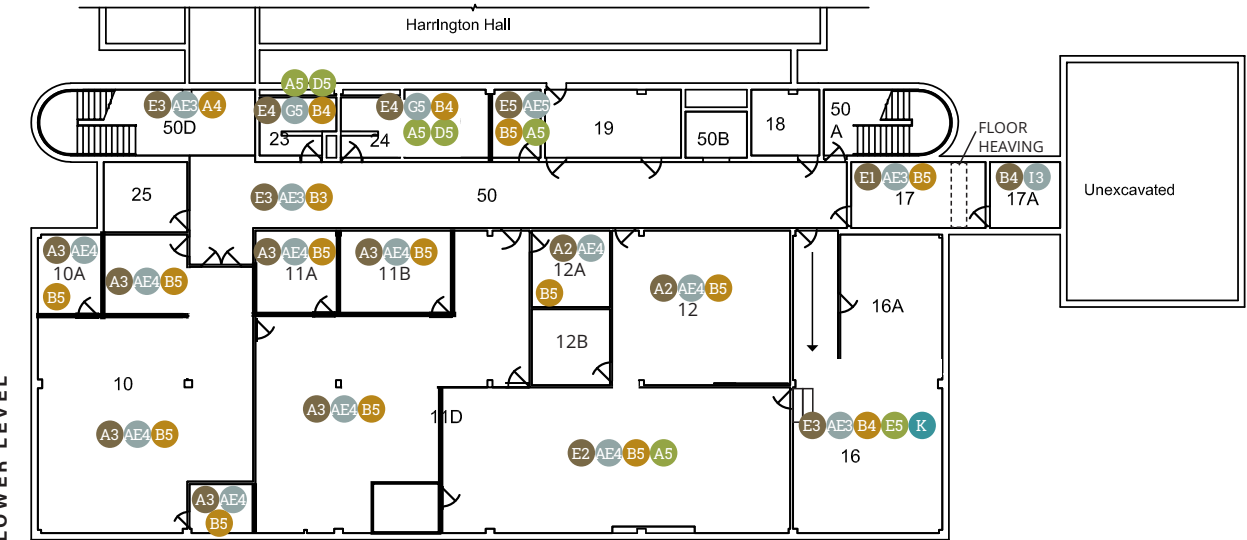 Harrington Hall
A5 D5
E3 AE3 A4
50D
E4 G5 B4
23
E4 G5 B4
A5 D5
24
E5 AE5
B5 A5
19
50B
18
50
A
FLOOR
HEAVING
25
E3 AE3 B3
50
E1 AE3 B5
17
B4 I3
17A
Unexcavated
A3 AE4
10A
B5
A3 AE4 B5
A3 AE4 B5
11A
A3 AE4 B5
11B
A2 AE4
12A
B5
A2 AE4 B5
12
16A
12B
10
A3 AE4 B5
A3 AE4 B5
11D
E2 AE4 B5 A5
E3 AE3 B4 E5 K
16
A3 AE4
B5
LOWER LEVEL